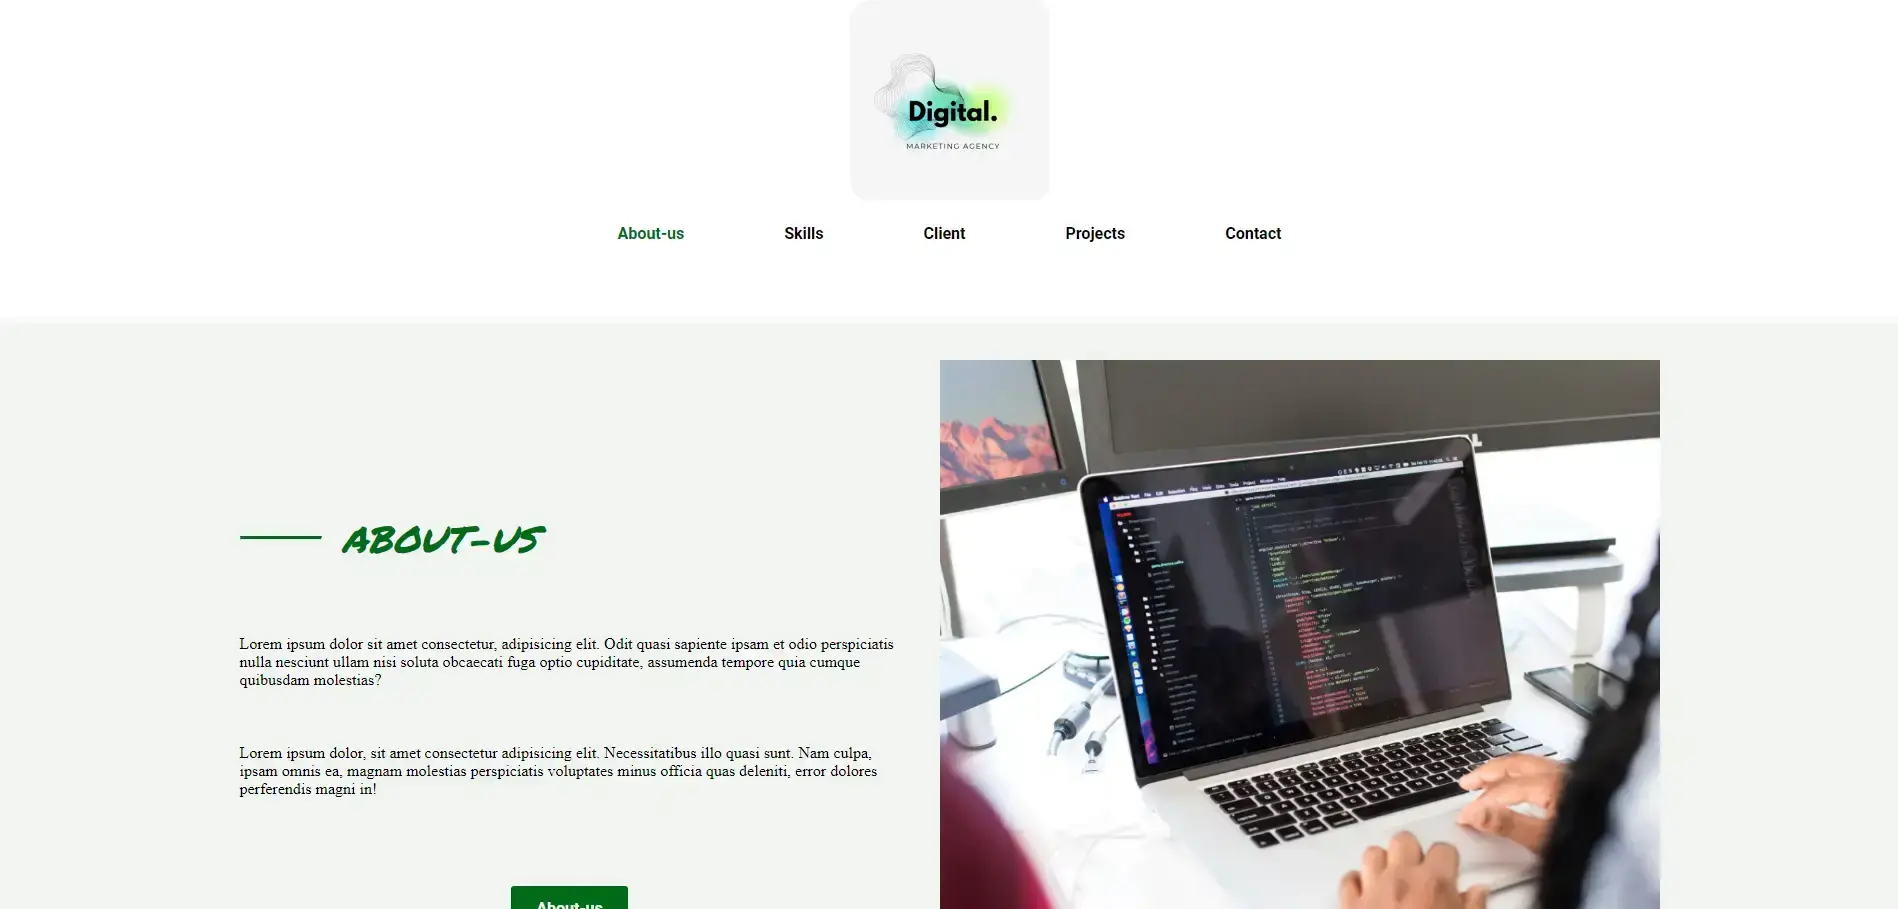 Digital.
MARKETING AGENCY
About-us
Skills
Client
Projects
Contact
ABOUT-US
Lorem ipsum dolor sit amet consectetur, adipisicing elit. Odit quasi sapiente ipsam et odio perspiciatis
nulla nesciunt ullam nisi soluta obcaecati fuga optio cupiditate, assumenda tempore quia cumque
quibusdam molestias?
Lorem ipsum dolor, sit amet consectetur adipisicing elit. Necessitatibus illo quasi sunt. Nam culpa,
ipsam omnis ea, magnam molestias perspiciatis voluptates minus officia quas deleniti, error dolores
perferendis magni in!
About-us